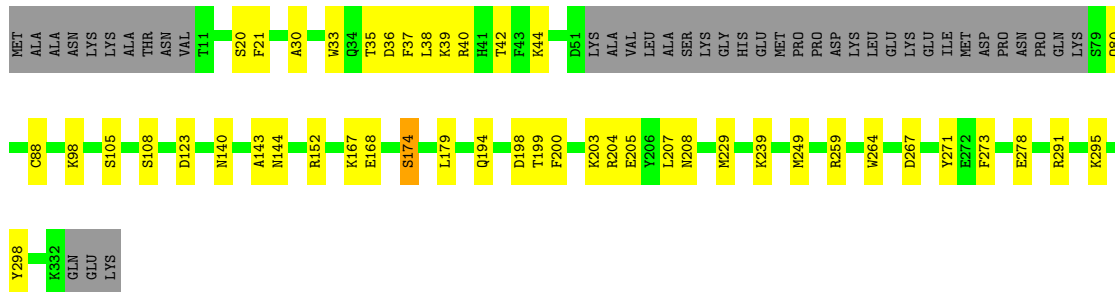 MET ALA ALA ASN LYS LYS ALA THR ASN VAL T11 S20 F21 A30 W33 Q34 T35 D36 F37 L38 K39 R40 H41 T42 F43 K44 D51 LYS ALA VAL LEU ALA SER LYS GLY HIS GLU MET PRO PRO ASP LYS LEU GLU LYS GLU ILE MET ASP PRO ASN PRO GLN LYS S79
C88 K98 S105 S108 D123 N140 A143 N144 R152 K167 E168 S174 L179 Q194 D198 T199 F200 K203 R204 E205 Y206 L207 N208 M229 K239 M249 R259 W264 D267 Y271 E272 F273 E278 R291 K295
Y298 K332 GLN GLU LYS